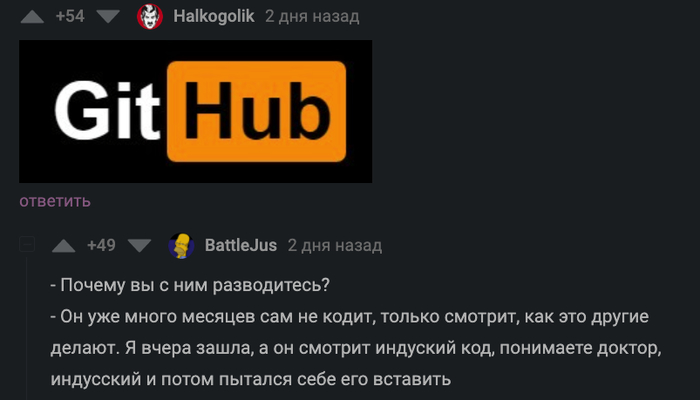 +54 Halkogolik 2 дня назад
Git Hub
ответить
+49 BattleJus 2 дня назад
- Почему вы с ним разводитесь?
- Он уже много месяцев сам не кодит, только смотрит, как это другие
делают. Я вчера зашла, а он смотрит индуский код, понимаете доктор,
индусский и потом пытался себе его вставить